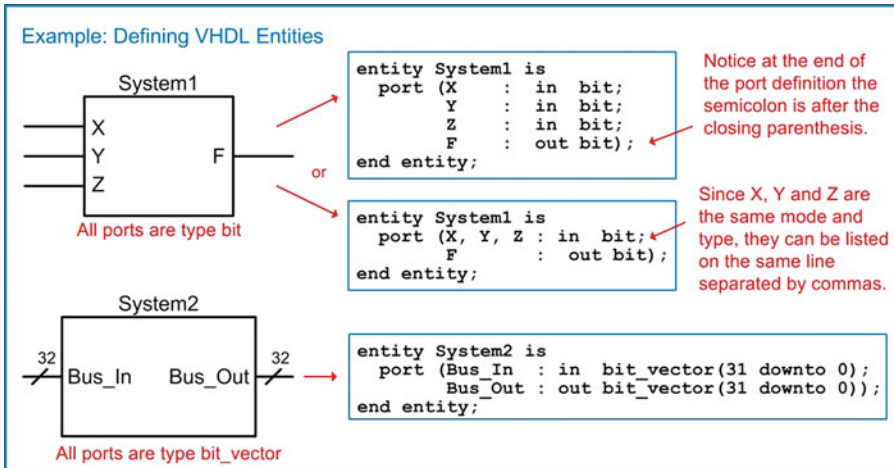 Example: Defining VHDL Entities
System1
X
Y
Z
F
All ports are type bit
or
entity System1 is
port (X : in bit;
Y : in bit;
Z : in bit;
F : out bit);
end entity;
Notice at the end of
the port definition the
semicolon is after the
closing parenthesis.
entity System1 is
port (X, Y, Z : in bit;
F : out bit);
end entity;
Since X, Y and Z are
the same mode and
type, they can be listed
on the same line
separated by commas.
System2
32
Bus_In
Bus_Out
32
All ports are type bit_vector
entity System2 is
port (Bus_In : in bit_vector(31 downto 0);
Bus_Out : out bit_vector(31 downto 0));
end entity;